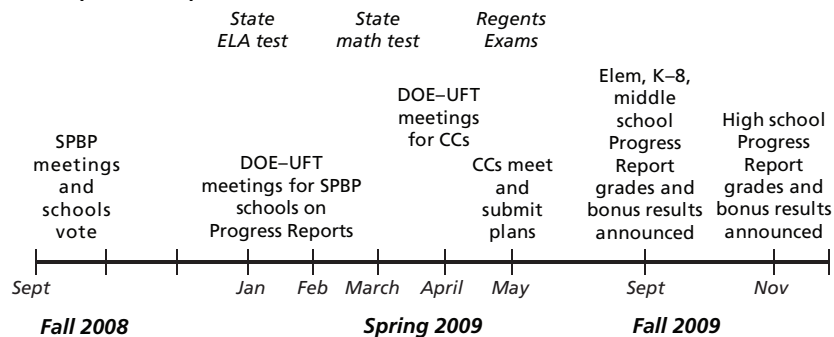 State
ELA test
State
math test
Regents
Exams
SPBP
meetings
and
schools
vote
DOE–UFT
meetings for SPBP
schools on
Progress Reports
DOE–UFT
meetings
for CCs
CCs meet
and
submit
plans
Elem, K–8,
middle
school
Progress
Report
grades and
bonus results
announced
High school
Progress
Report
grades and
bonus results
announced
Sept
Jan
Feb
March
April
May
Sept
Nov
Fall 2008
Spring 2009
Fall 2009